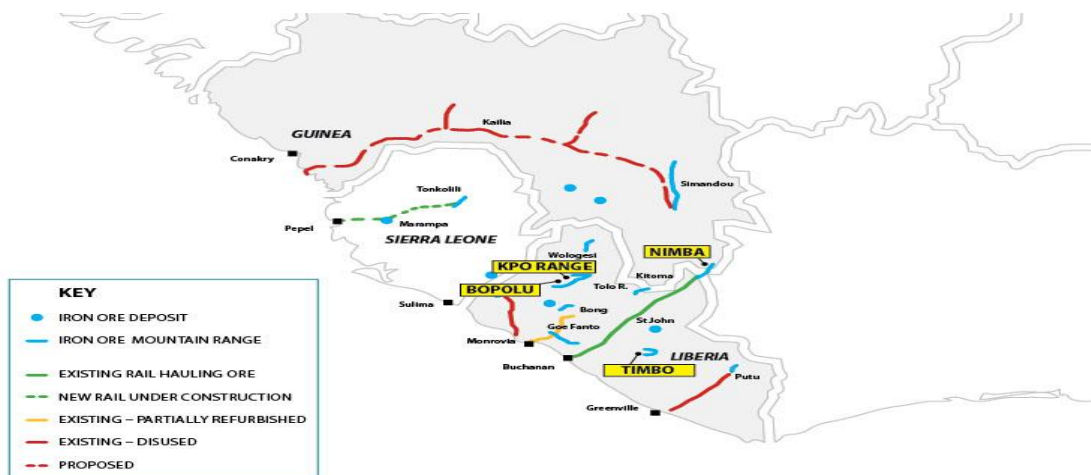 Kailia
GUINEA
Conakry
Simandou
Tonkolili
Pepel
Marampa
SIERRA LEONE
NIMBA
Wologesi
KPO RANGE
Kitoma
BOPOLU
Tolo R.
Sulima
Bong
St John
Goe Fanto
Monrovia
LIBERIA
Buchanan
TIMBO
Putu
Greenville
KEY
IRON ORE DEPOSIT
IRON ORE MOUNTAIN RANGE
EXISTING RAIL HAULING ORE
NEW RAIL UNDER CONSTRUCTION
EXISTING – PARTIALLY REFURBISHED
EXISTING – DISUSED
PROPOSED